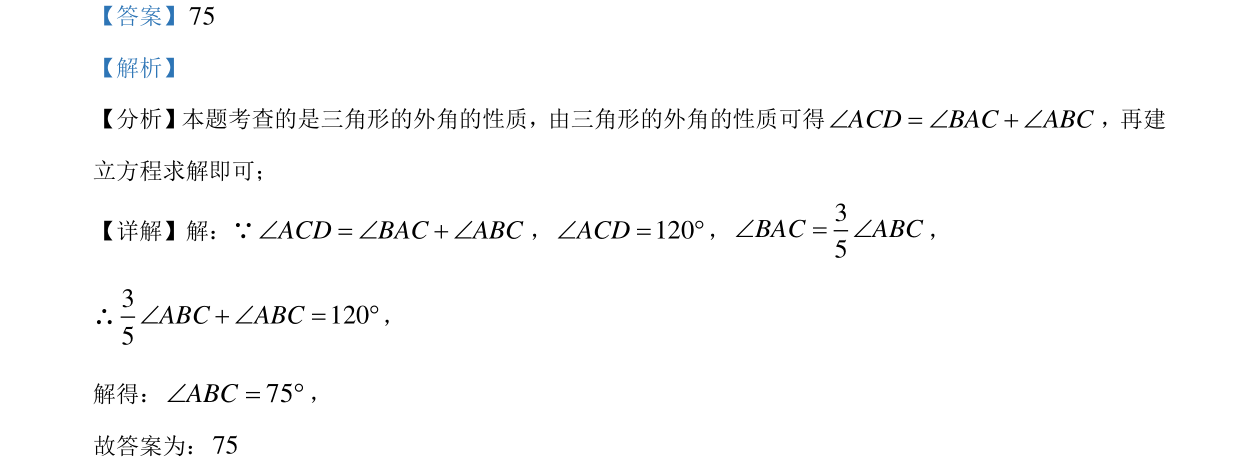 【答案】75
【解析】
【分析】本题考查的是三角形的外角的性质，由三角形的外角的性质可得∠ACD = ∠BAC + ∠ABC，再建
立方程求解即可；
【详解】解：∵∠ACD = ∠BAC + ∠ABC，∠ACD = 120°，∠BAC = 3/5 ∠ABC，
∴ 3/5 ∠ABC + ∠ABC = 120°，
解得：∠ABC = 75°，
故答案为：75